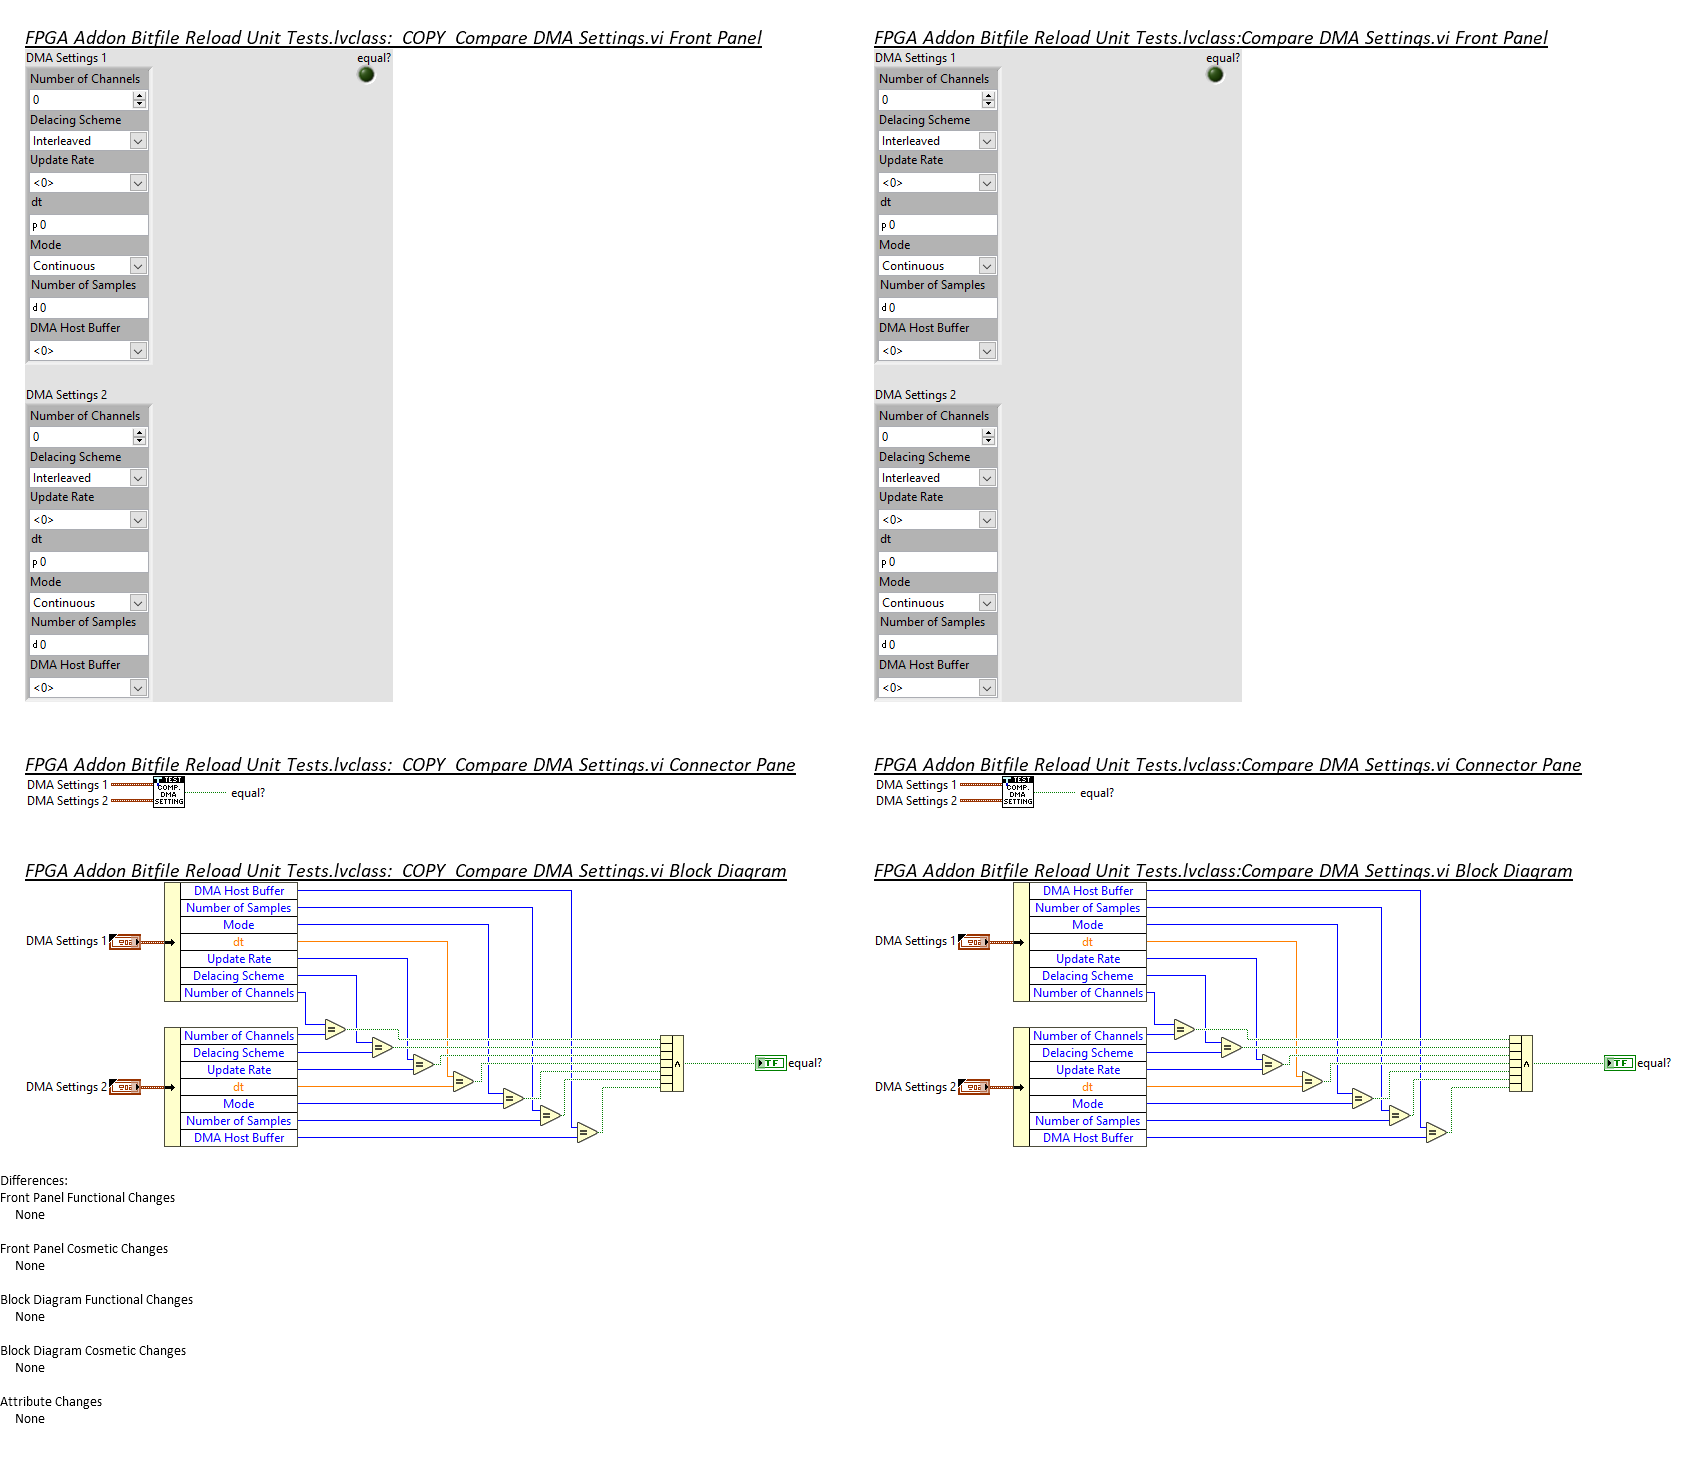 FPGA Addon Bitfile Reload Unit Tests.lvclass:_COPY_Compare DMA Settings.vi Front Panel
DMA Settings 1
equal?
Number of Channels
0
Delacing Scheme
Interleaved
Update Rate
<0>
dt
p 0
Mode
Continuous
Number of Samples
d 0
DMA Host Buffer
<0>
DMA Settings 2
Number of Channels
0
Delacing Scheme
Interleaved
Update Rate
<0>
dt
p 0
Mode
Continuous
Number of Samples
d 0
DMA Host Buffer
<0>
FPGA Addon Bitfile Reload Unit Tests.lvclass:Compare DMA Settings.vi Front Panel
DMA Settings 1
equal?
Number of Channels
0
Delacing Scheme
Interleaved
Update Rate
<0>
dt
p 0
Mode
Continuous
Number of Samples
d 0
DMA Host Buffer
<0>
DMA Settings 2
Number of Channels
0
Delacing Scheme
Interleaved
Update Rate
<0>
dt
p 0
Mode
Continuous
Number of Samples
d 0
DMA Host Buffer
<0>
FPGA Addon Bitfile Reload Unit Tests.lvclass:_COPY_Compare DMA Settings.vi Connector Pane
DMA Settings 1
DMA Settings 2
TEST
COMP.
DMA
SETTING
equal?
FPGA Addon Bitfile Reload Unit Tests.lvclass:Compare DMA Settings.vi Connector Pane
DMA Settings 1
DMA Settings 2
TEST
COMP.
DMA
SETTING
equal?
FPGA Addon Bitfile Reload Unit Tests.lvclass:_COPY_Compare DMA Settings.vi Block Diagram
DMA Settings 1
DMA Host Buffer
Number of Samples
Mode
dt
Update Rate
Delacing Scheme
Number of Channels
DMA Settings 2
Number of Channels
Delacing Scheme
Update Rate
dt
Mode
Number of Samples
DMA Host Buffer
TF
equal?
FPGA Addon Bitfile Reload Unit Tests.lvclass:Compare DMA Settings.vi Block Diagram
DMA Settings 1
DMA Host Buffer
Number of Samples
Mode
dt
Update Rate
Delacing Scheme
Number of Channels
DMA Settings 2
Number of Channels
Delacing Scheme
Update Rate
dt
Mode
Number of Samples
DMA Host Buffer
TF
equal?
Differences:
Front Panel Functional Changes
None
Front Panel Cosmetic Changes
None
Block Diagram Functional Changes
None
Block Diagram Cosmetic Changes
None
Attribute Changes
None